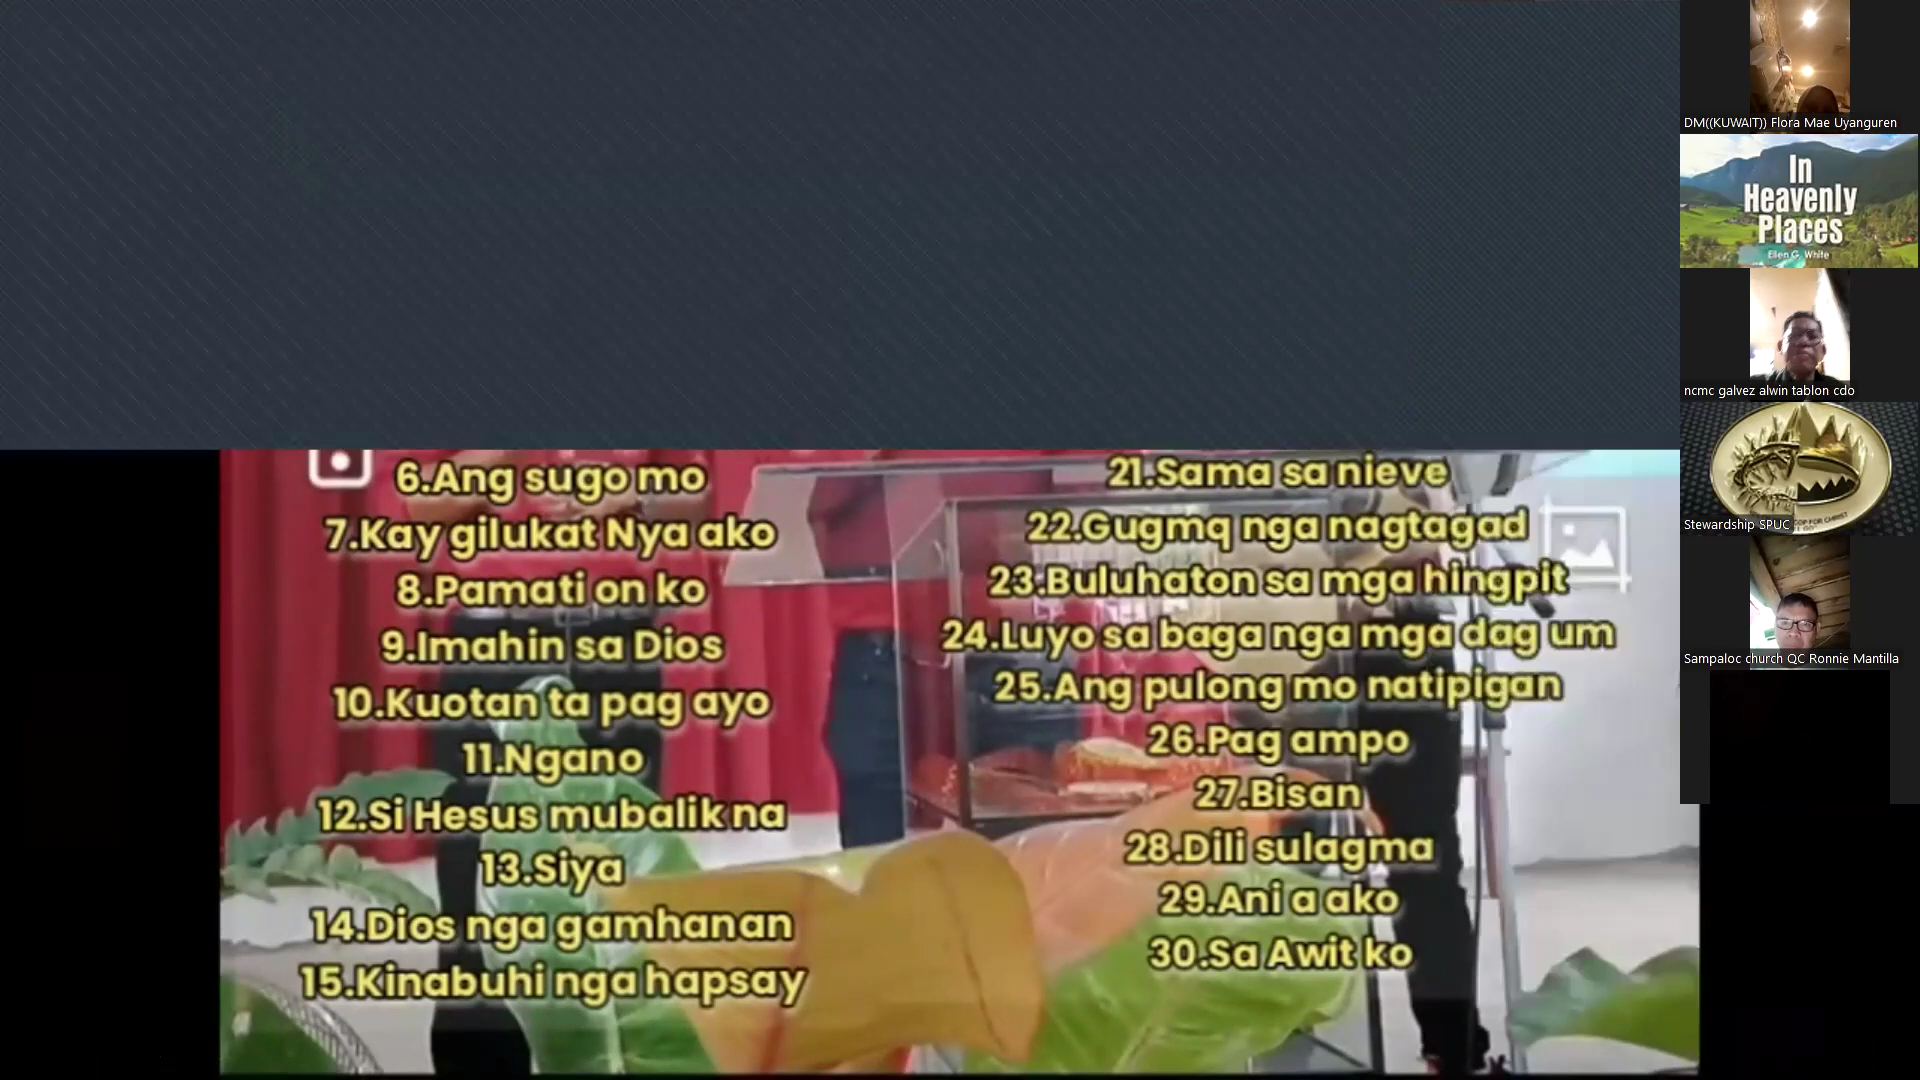 6.Ang sugo mo
7.Kay gilukat Nya ako
8.Pamati on ko
9.Imahin sa Dios
10.Kuotan ta pag ayo
11.Ngano
12.Si Hesus mubalik na
13.Siya
14.Dios nga gamhanan
15.Kinabuhi nga hapsay
21.Sama sa nieve
22.Gugmq nga nagtagad
23.Buluhaton sa mga hingpit
24.Luyo sa baga nga mga dag um
25.Ang pulong mo natipigan
26.Pag ampo
27.Bisan
28.Dili sulagma
29.Ani a ako
30.Sa Awit ko
DM((KUWAIT)) Flora Mae Uyanguren
In
Heavenly
Places
Ellen G. White
ncmc galvez alwin tablon cdo
FOR CHRIST
Stewardship SPUC
Sampaloc church QC Ronnie Mantilla